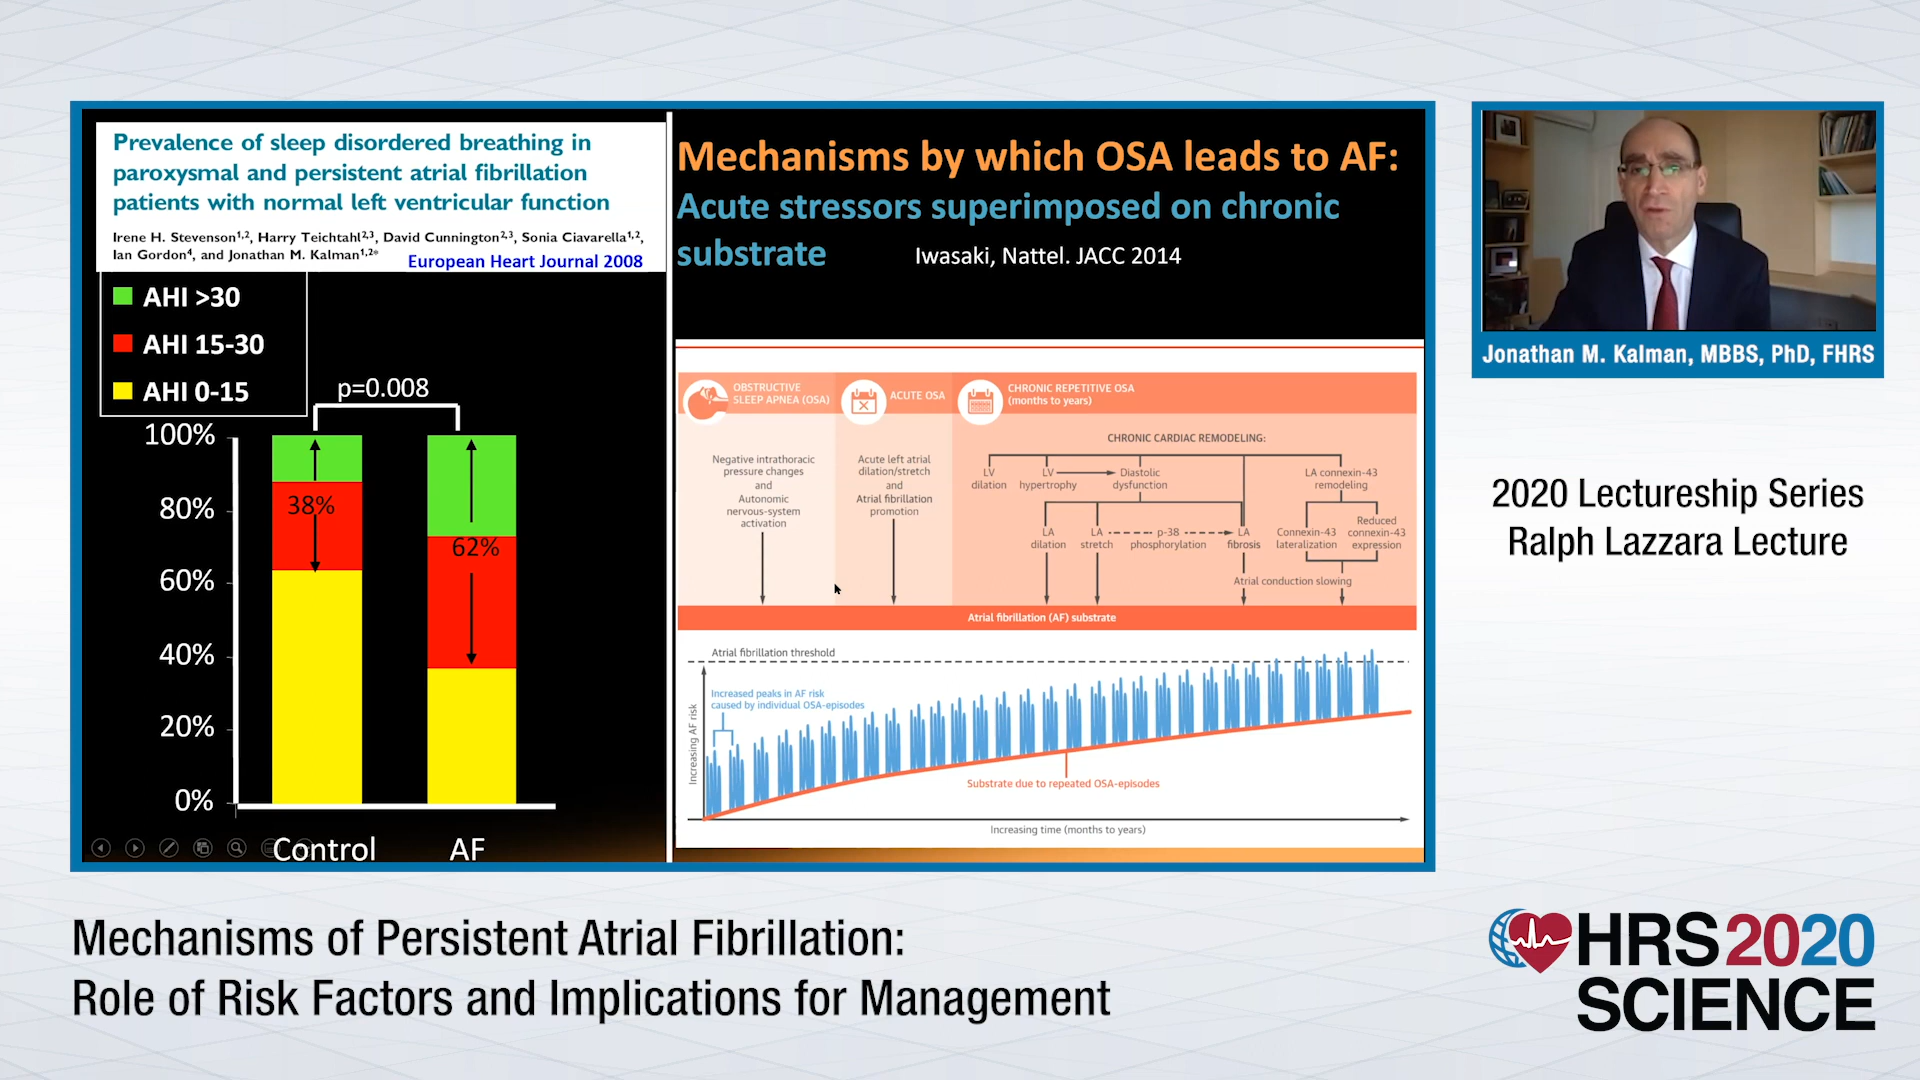 Prevalence of sleep disordered breathing in
paroxysmal and persistent atrial fibrillation
patients with normal left ventricular function
Irene H. Stevenson1,2, Harry Teichtahl2,3, David Cunnington2,3, Sonia Ciavarella1,2,
Ian Gordon4, and Jonathan M. Kalman1,2*
European Heart Journal 2008
AHI >30
AHI 15-30
AHI 0-15
p=0.008
100%
80%
60%
40%
20%
0%
38%
62%
Control
AF
Mechanisms by which OSA leads to AF:
Acute stressors superimposed on chronic
substrate
Iwasaki, Nattel. JACC 2014
OBSTRUCTIVE
SLEEP APNEA (OSA)
ACUTE OSA
CHRONIC REPETITIVE OSA
(months to years)
Negative intrathoracic
pressure changes
and
Autonomic
nervous-system
activation
Acute left atrial
dilation/stretch
and
Atrial fibrillation
promotion
CHRONIC CARDIAC REMODELING:
LV
dilation
LV
hypertrophy
Diastolic
dysfunction
LA connexin-43
remodeling
LA
dilation
LA
stretch
p-38
phosphorylation
LA
fibrosis
Connexin-43
lateralization
Reduced
connexin-43
expression
Atrial conduction slowing
Atrial fibrillation (AF) substrate
Atrial fibrillation threshold
Increased peaks in AF risk
caused by individual OSA-episodes
Increasing AF risk
Substrate due to repeated OSA-episodes
Increasing time (months to years)
Jonathan M. Kalman, MBBS, PhD, FHRS
2020 Lectureship Series
Ralph Lazzara Lecture
Mechanisms of Persistent Atrial Fibrillation:
Role of Risk Factors and Implications for Management
HRS2020
SCIENCE